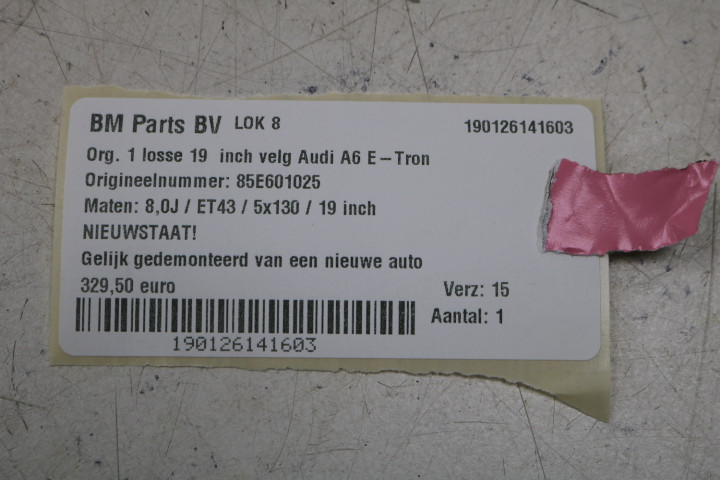 BM Parts BV LOK 8 190126141603
Org. 1 losse 19 inch velg Audi A6 E-Tron
Origineelnummer: 85E601025
Maten: 8,0J / ET43 / 5x130 / 19 inch
NIEUWSTAAT!
Gelijk gedemonteerd van een nieuwe auto
329,50 euro Verz: 15
Aantal: 1
190126141603